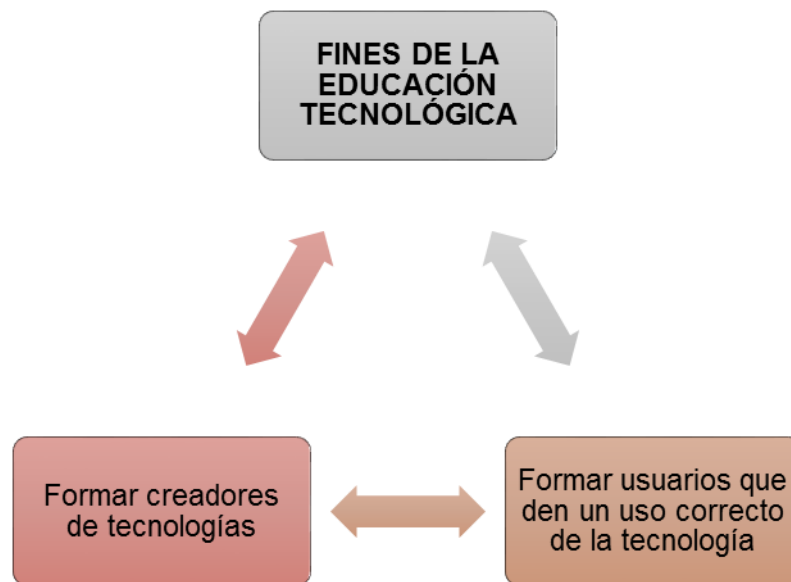 FINES DE LA
EDUCACIÓN
TECNOLÓGICA
Formar creadores
de tecnologías
Formar usuarios que
den un uso correcto
de la tecnología